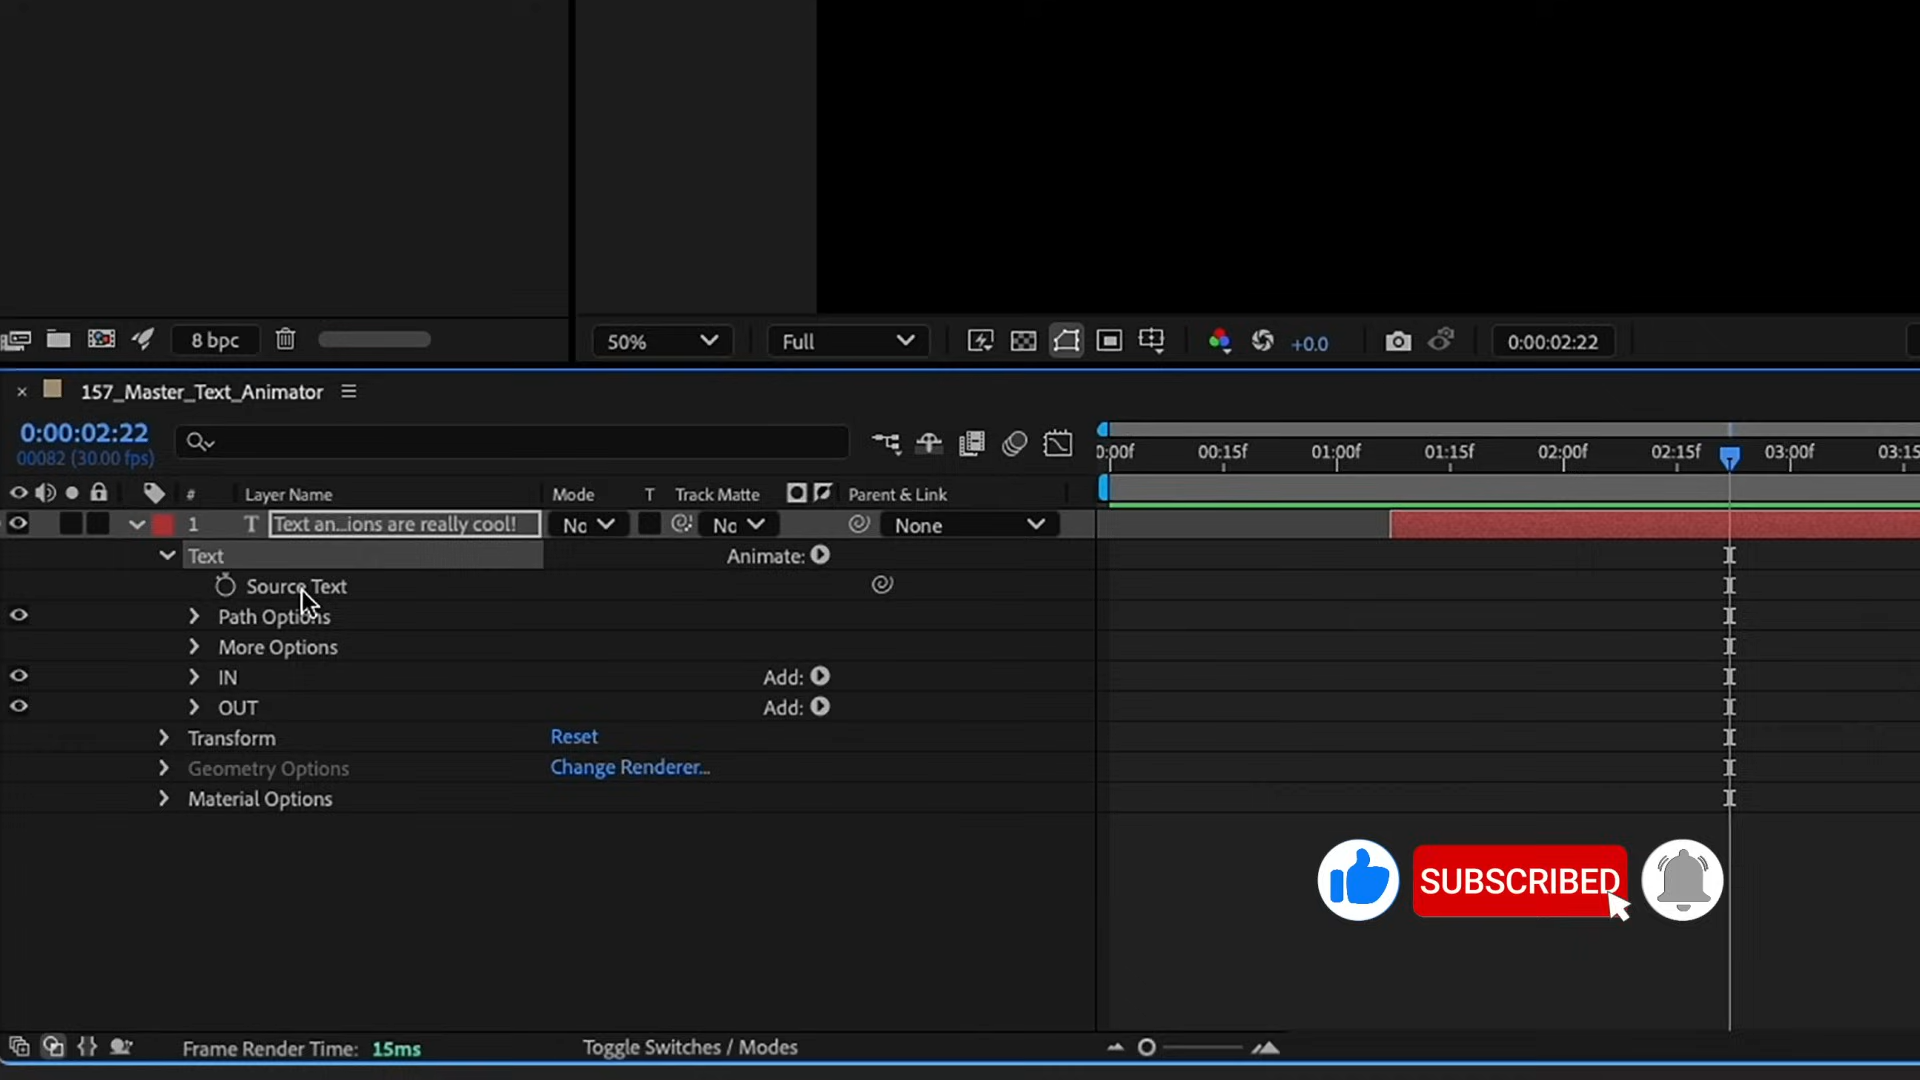 8 bpc 50% Full +0.0 0:00:02:22
157_Master_Text_Animator
0:00:02:22
00082 (30.00 fps)
0:00f 00:15f 01:00f 01:15f 02:00f 02:15f 03:00f 03:15
# Layer Name Mode T Track Matte Parent & Link
1 T Text an...ions are really cool! No No None
Text Animate:
Source Text
Path Options
More Options
IN Add:
OUT Add:
Transform Reset
Geometry Options Change Renderer...
Material Options
SUBSCRIBED
Frame Render Time: 15ms Toggle Switches / Modes